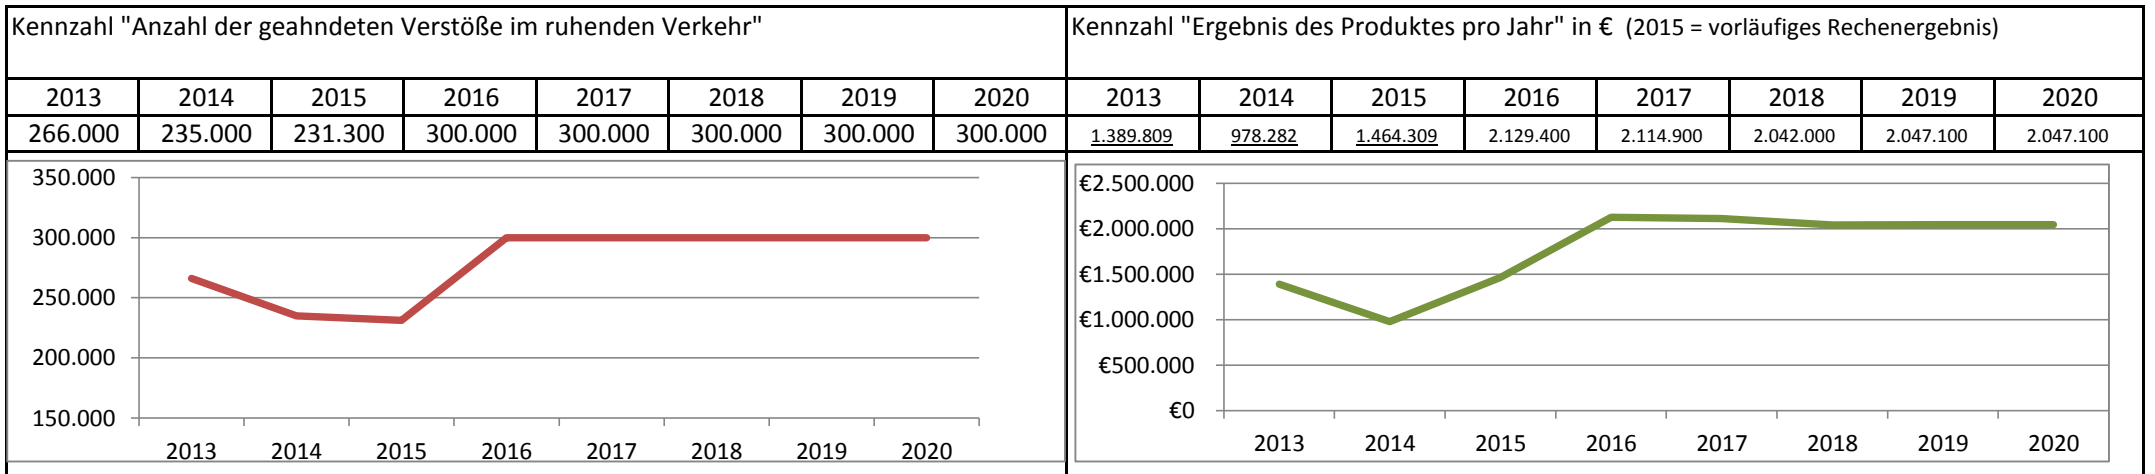 Kennzahl "Anzahl der geahndeten Verstöße im ruhenden Verkehr"
2013 2014 2015 2016 2017 2018 2019 2020
266.000 235.000 231.300 300.000 300.000 300.000 300.000 300.000
350.000
300.000
250.000
200.000
150.000
2013 2014 2015 2016 2017 2018 2019 2020
Kennzahl "Ergebnis des Produktes pro Jahr" in € (2015 = vorläufiges Rechenergebnis)
2013 2014 2015 2016 2017 2018 2019 2020
1.389.809 978.282 1.464.309 2.129.400 2.114.900 2.042.000 2.047.100 2.047.100
€2.500.000
€2.000.000
€1.500.000
€1.000.000
€500.000
€0
2013 2014 2015 2016 2017 2018 2019 2020